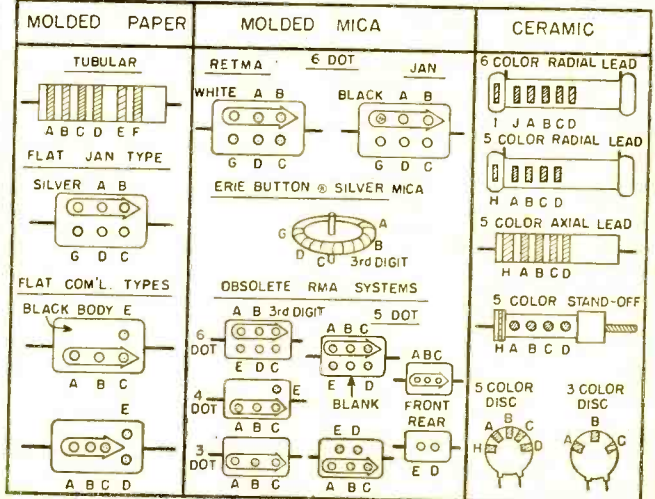 MOLDED PAPER
TUBULAR
A B C D E F
FLAT JAN TYPE
SILVER A B
G D C
FLAT COM'L. TYPES
BLACK BODY E
A B C
E
A B C D
MOLDED MICA
6 DOT
RETMA
JAN
WHITE A B
BLACK A B
G D C
G D C
ERIE BUTTON ® SILVER MICA
A
G
B
D
C
3rd DIGIT
OBSOLETE RMA SYSTEMS
A B 3rd DIGIT
5 DOT
6 DOT
E D C
A B C
E D
BLANK
4 DOT
E
A B C
3 DOT
A B C
E D
A B C
ABC
FRONT
REAR
E D
CERAMIC
6 COLOR RADIAL LEAD
I J A B C D
5 COLOR RADIAL LEAD
H A B C D
5 COLOR AXIAL LEAD
H A B C D
5 COLOR STAND-OFF
H A B C D
5 COLOR DISC
H A B C D
3 COLOR DISC
A B C